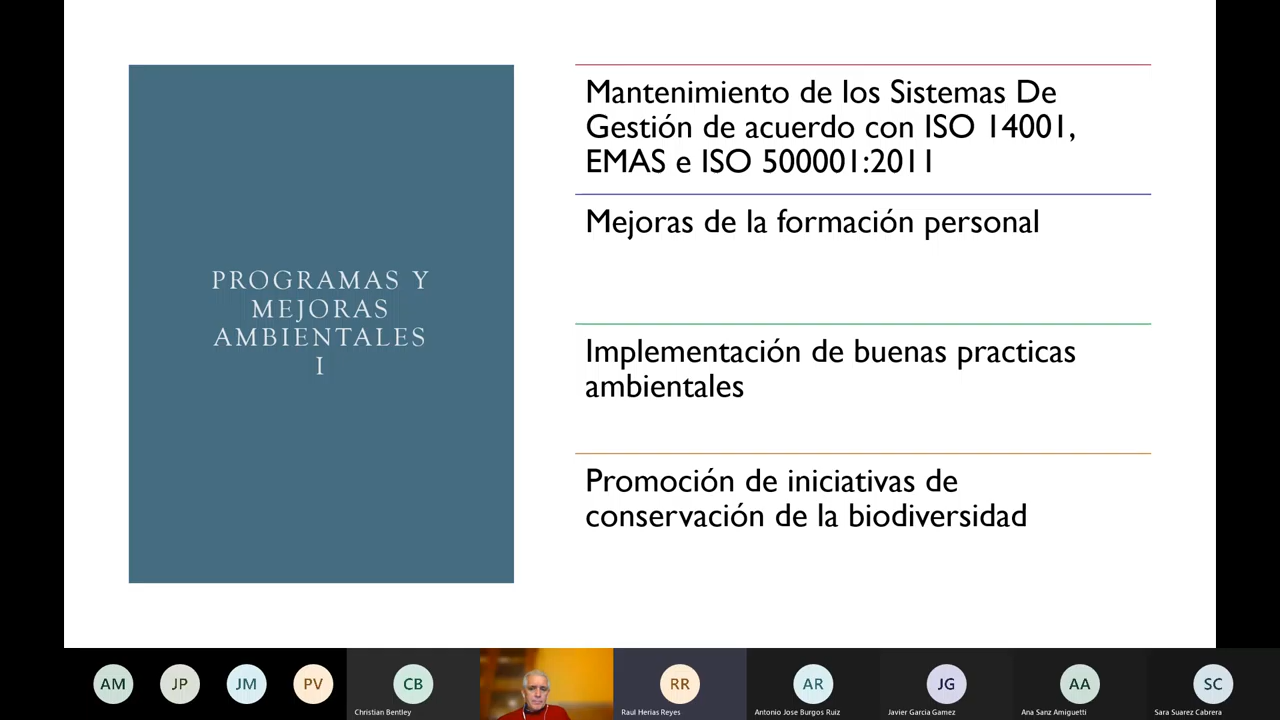 PROGRAMAS Y
MEJORAS
AMBIENTALES
I
Mantenimiento de los Sistemas De
Gestión de acuerdo con ISO 14001,
EMAS e ISO 500001:2011
Mejoras de la formación personal
Implementación de buenas practicas
ambientales
Promoción de iniciativas de
conservación de la biodiversidad
AM
JP
JM
PV
CB
Christian Bentley
RR
Raul Herias Reyes
AR
Antonio Jose Burgos Ruiz
JG
Javier Garcia Gamez
AA
Ana Sanz Amiguetti
SC
Sara Suarez Cabrera